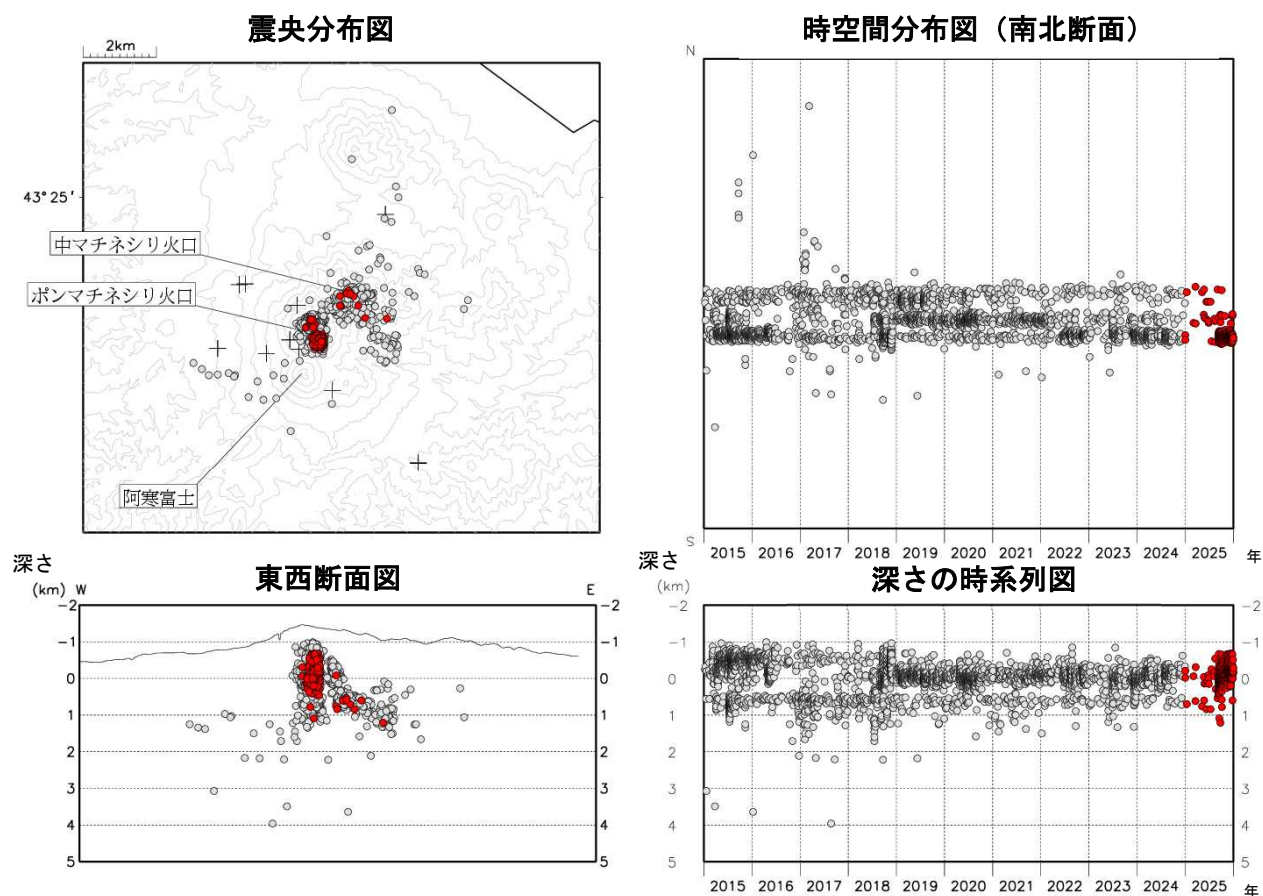 震央分布図
2km
43°25′
中マチネシリ火口
ポンマチネシリ火口
阿寒富士
時空間分布図（南北断面）
N
S
2015 2016 2017 2018 2019 2020 2021 2022 2023 2024 2025 年
深さ
(km) W
東西断面図
E
-2 -2
-1 -1
0 0
1 1
2 2
3 3
4 4
5 5
深さ
(km)
深さの時系列図
-2 -2
-1 -1
0 0
1 1
2 2
3 3
4 4
5 5
2015 2016 2017 2018 2019 2020 2021 2022 2023 2024 2025 年